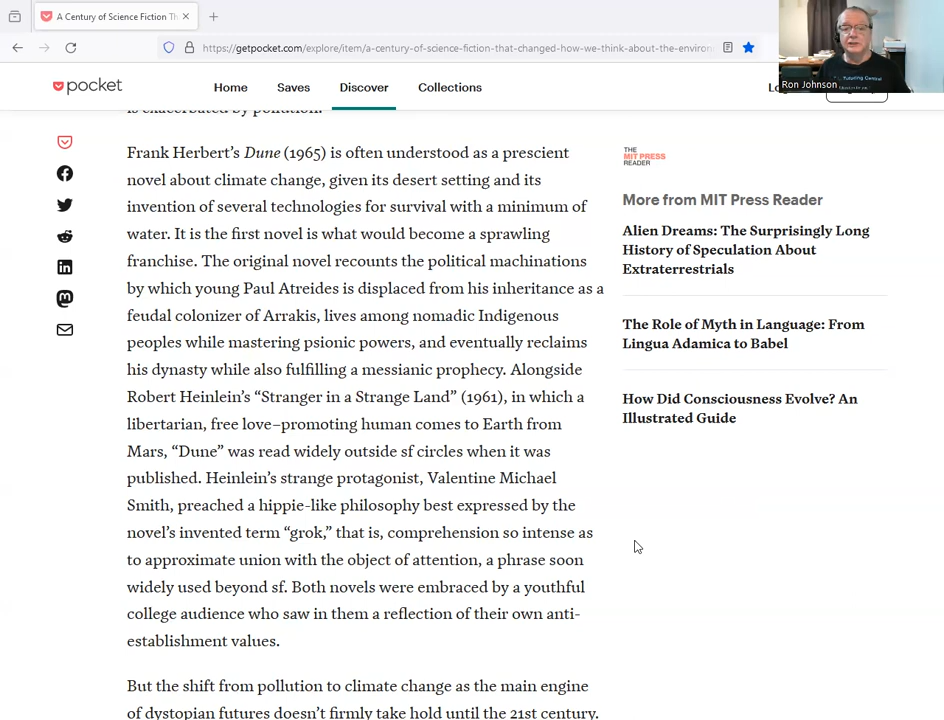 A Century of Science Fiction Th
https://getpocket.com/explore/item/a-century-of-science-fiction-that-changed-how-we-think-about-the-environ
pocket
Home
Saves
Discover
Collections
Ron Johnson
is exacerbated by pollution.
Frank Herbert’s Dune (1965) is often understood as a prescient
novel about climate change, given its desert setting and its
invention of several technologies for survival with a minimum of
water. It is the first novel is what would become a sprawling
franchise. The original novel recounts the political machinations
by which young Paul Atreides is displaced from his inheritance as a
feudal colonizer of Arrakis, lives among nomadic Indigenous
peoples while mastering psionic powers, and eventually reclaims
his dynasty while also fulfilling a messianic prophecy. Alongside
Robert Heinlein’s “Stranger in a Strange Land” (1961), in which a
libertarian, free love–promoting human comes to Earth from
Mars, “Dune” was read widely outside sf circles when it was
published. Heinlein’s strange protagonist, Valentine Michael
Smith, preached a hippie-like philosophy best expressed by the
novel’s invented term “grok,” that is, comprehension so intense as
to approximate union with the object of attention, a phrase soon
widely used beyond sf. Both novels were embraced by a youthful
college audience who saw in them a reflection of their own anti-
establishment values.
But the shift from pollution to climate change as the main engine
of dystopian futures doesn’t firmly take hold until the 21st century.
THE
MIT PRESS
READER
More from MIT Press Reader
Alien Dreams: The Surprisingly Long
History of Speculation About
Extraterrestrials
The Role of Myth in Language: From
Lingua Adamica to Babel
How Did Consciousness Evolve? An
Illustrated Guide